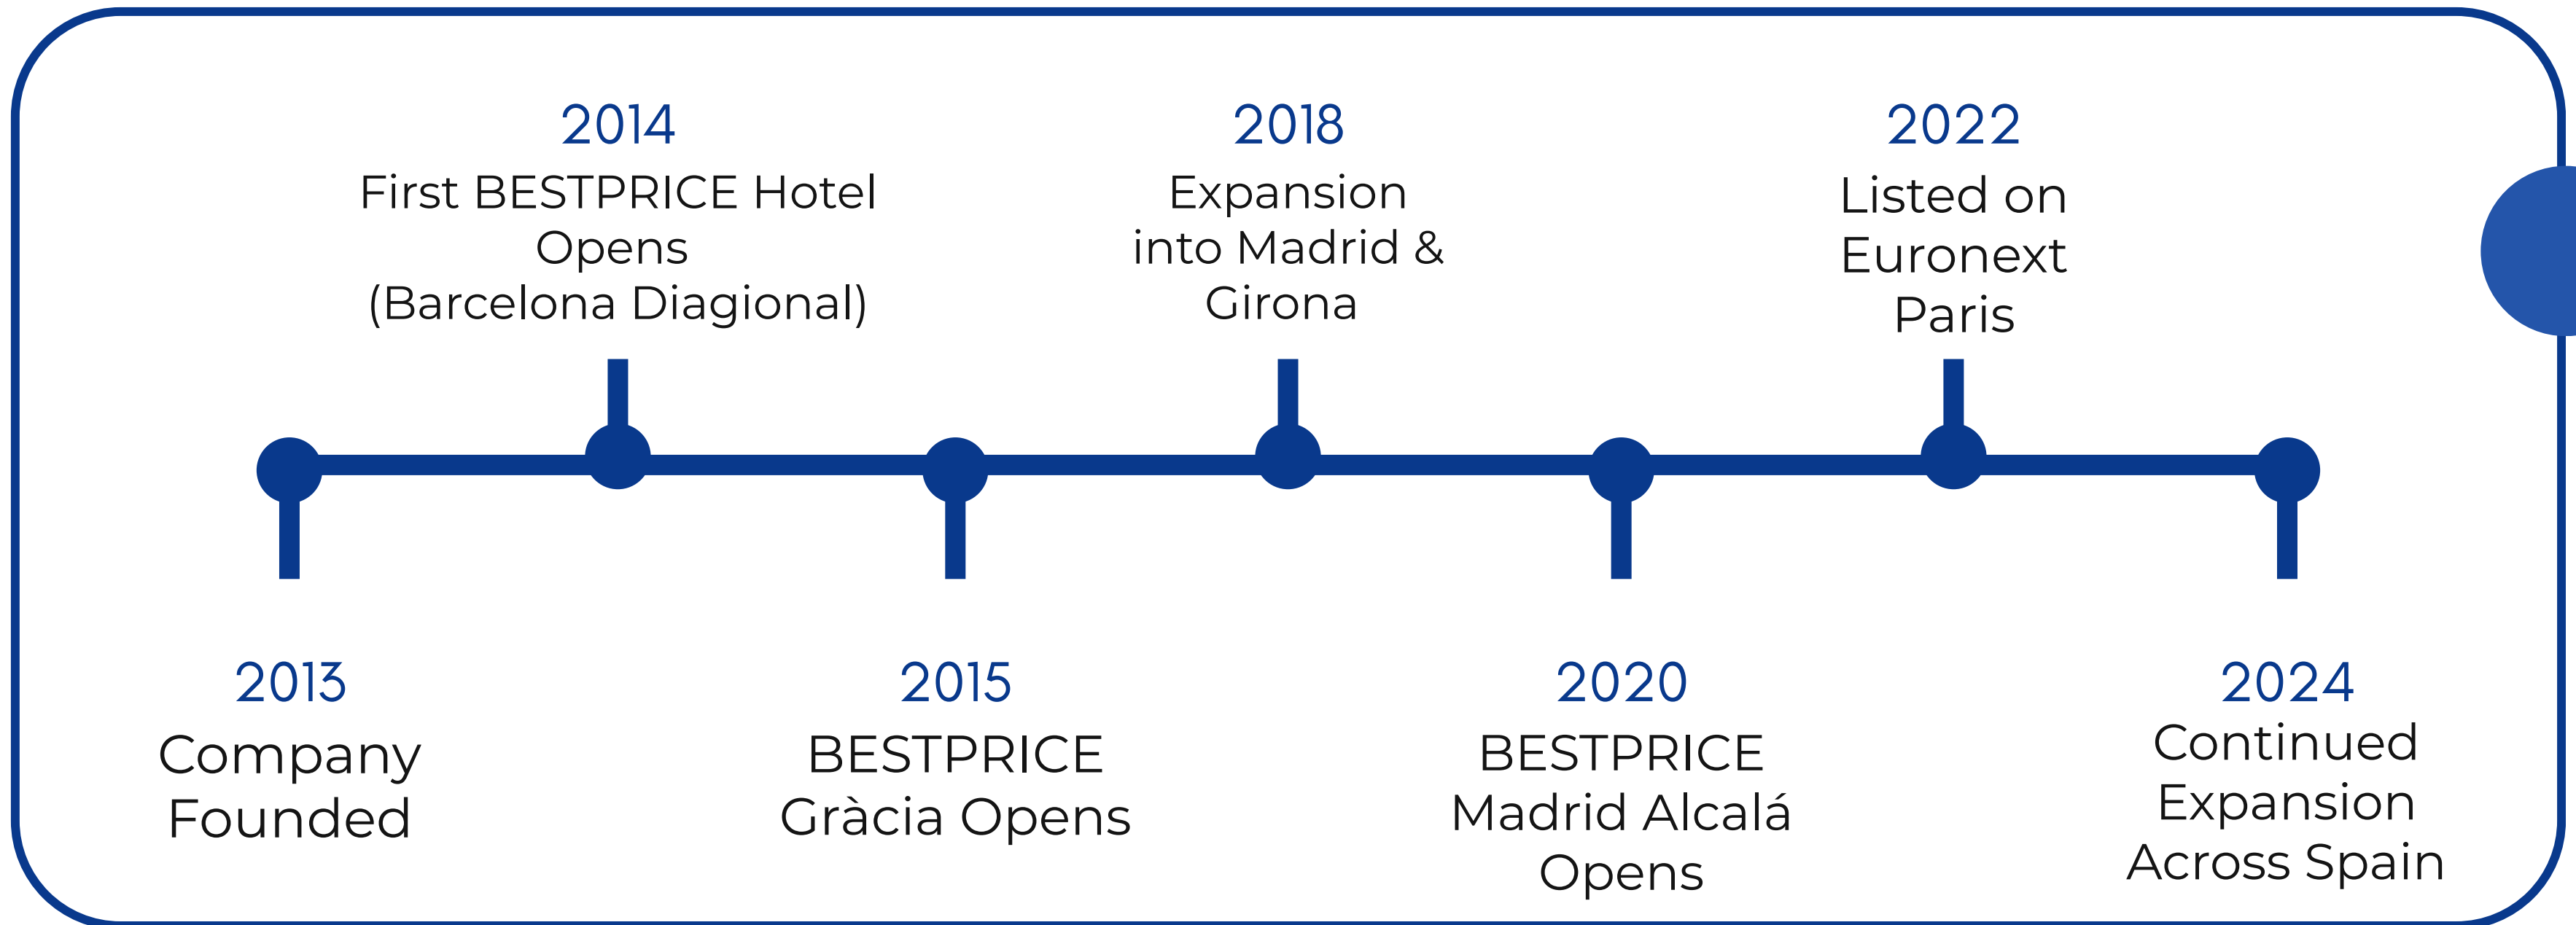 2014
First BESTPRICE Hotel
Opens
(Barcelona Diagional)
2018
Expansion
into Madrid &
Girona
2022
Listed on
Euronext
Paris
2013
Company
Founded
2015
BESTPRICE
Gràcia Opens
2020
BESTPRICE
Madrid Alcalá
Opens
2024
Continued
Expansion
Across Spain